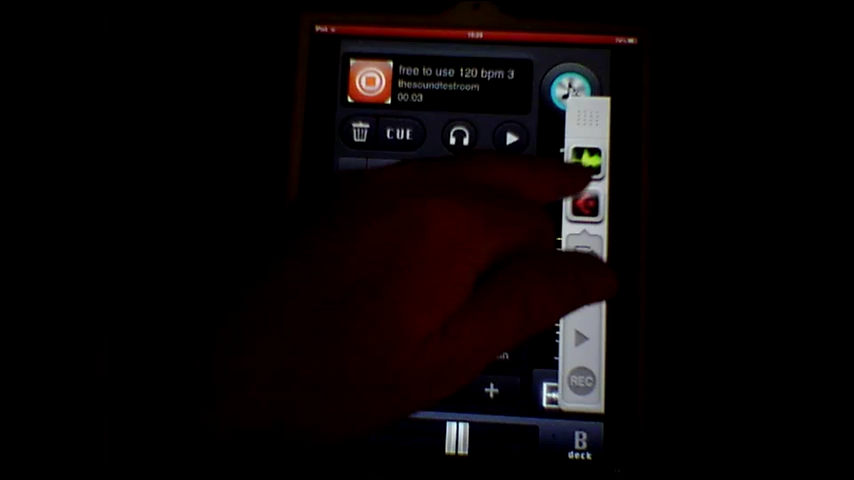 free to use 120 bpm 3
thesoundtestroom
00:03
CUE
REC
B
deck